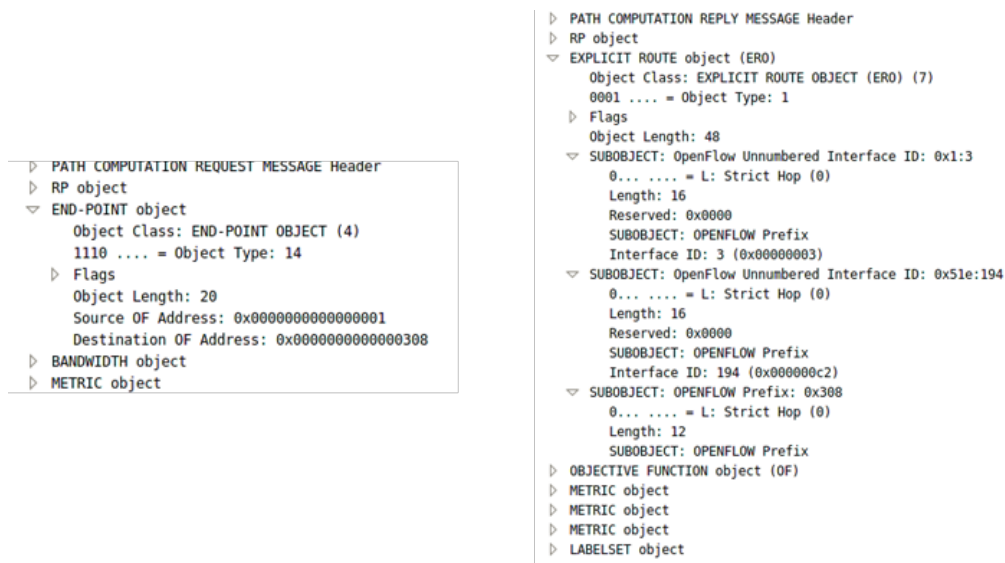 PATH COMPUTATION REQUEST MESSAGE Header
RP object
END-POINT object
Object Class: END-POINT OBJECT (4)
1110 .... = Object Type: 14
Flags
Object Length: 20
Source OF Address: 0x0000000000000001
Destination OF Address: 0x0000000000000308
BANDWIDTH object
METRIC object
PATH COMPUTATION REPLY MESSAGE Header
RP object
EXPLICIT ROUTE object (ERO)
Object Class: EXPLICIT ROUTE OBJECT (ERO) (7)
0001 .... = Object Type: 1
Flags
Object Length: 48
SUBOBJECT: OpenFlow Unnumbered Interface ID: 0x1:3
0... .... = L: Strict Hop (0)
Length: 16
Reserved: 0x0000
SUBOBJECT: OPENFLOW Prefix
Interface ID: 3 (0x00000003)
SUBOBJECT: OpenFlow Unnumbered Interface ID: 0x51e:194
0... .... = L: Strict Hop (0)
Length: 16
Reserved: 0x0000
SUBOBJECT: OPENFLOW Prefix
Interface ID: 194 (0x000000c2)
SUBOBJECT: OPENFLOW Prefix: 0x308
0... .... = L: Strict Hop (0)
Length: 12
SUBOBJECT: OPENFLOW Prefix
OBJECTIVE FUNCTION object (OF)
METRIC object
METRIC object
METRIC object
LABELSET object